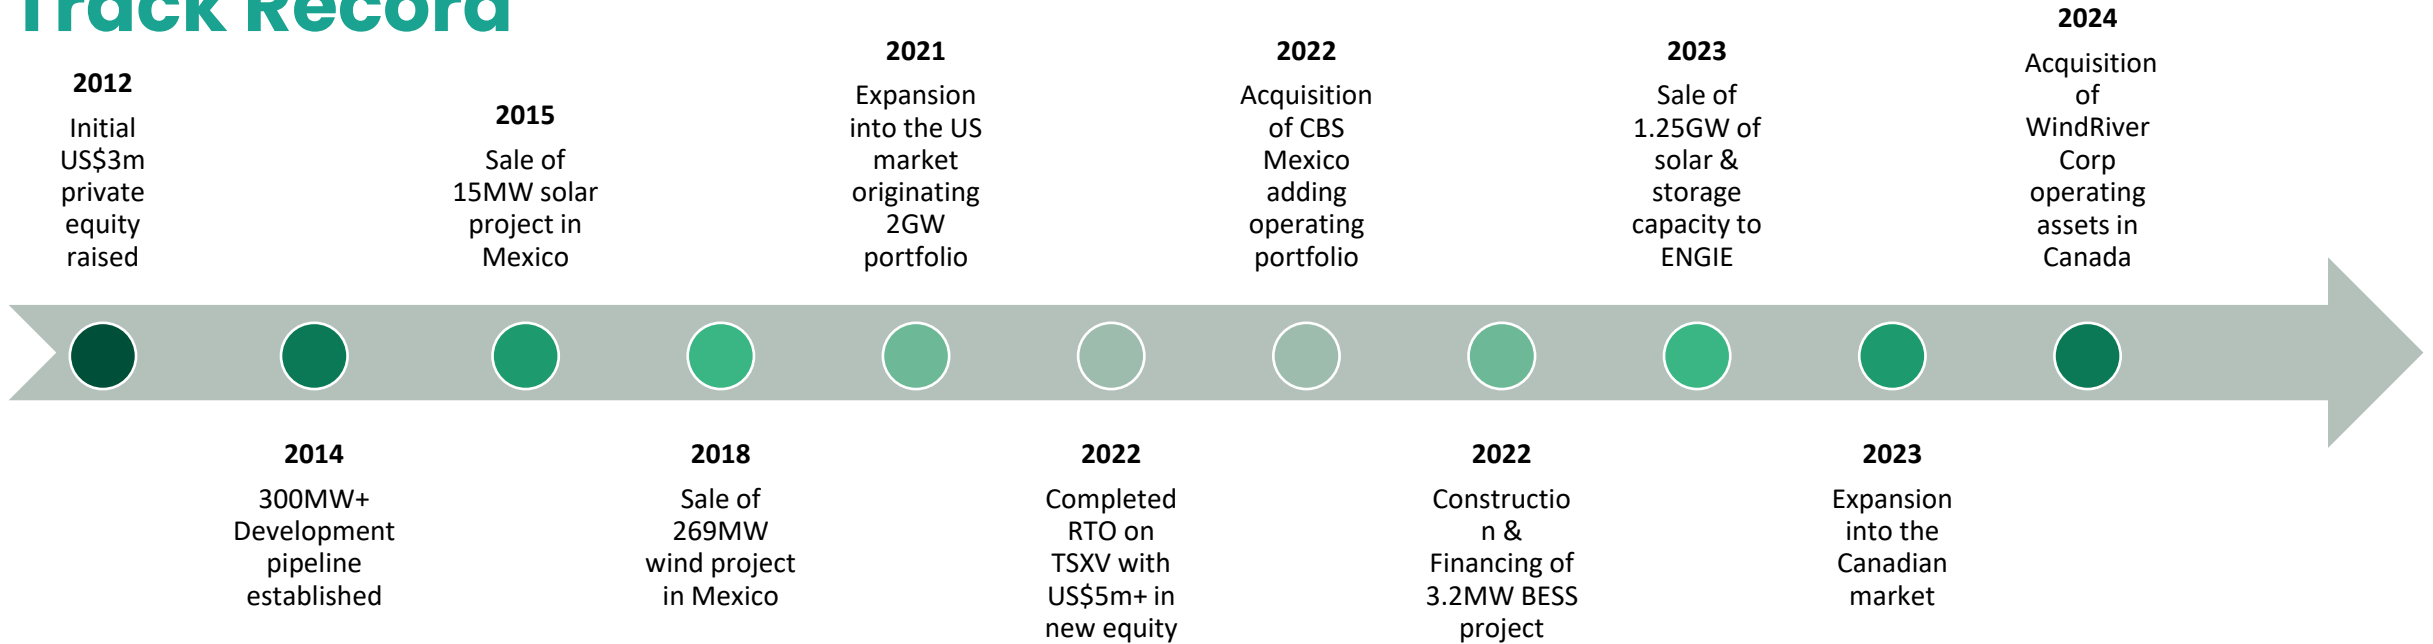 Track Record
2012
Initial
US$3m
private
equity
raised
2014
300MW+
Development
pipeline
established
2015
Sale of
15MW solar
project in
Mexico
2018
Sale of
269MW
wind project
in Mexico
2021
Expansion
into the US
market
originating
2GW
portfolio
2022
Completed
RTO on
TSXV with
US$5m+ in
new equity
2022
Acquisition
of CBS
Mexico
adding
operating
portfolio
2022
Constructio
n &
Financing of
3.2MW BESS
project
2023
Sale of
1.25GW of
solar &
storage
capacity to
ENGIE
2023
Expansion
into the
Canadian
market
2024
Acquisition
of
WindRiver
Corp
operating
assets in
Canada